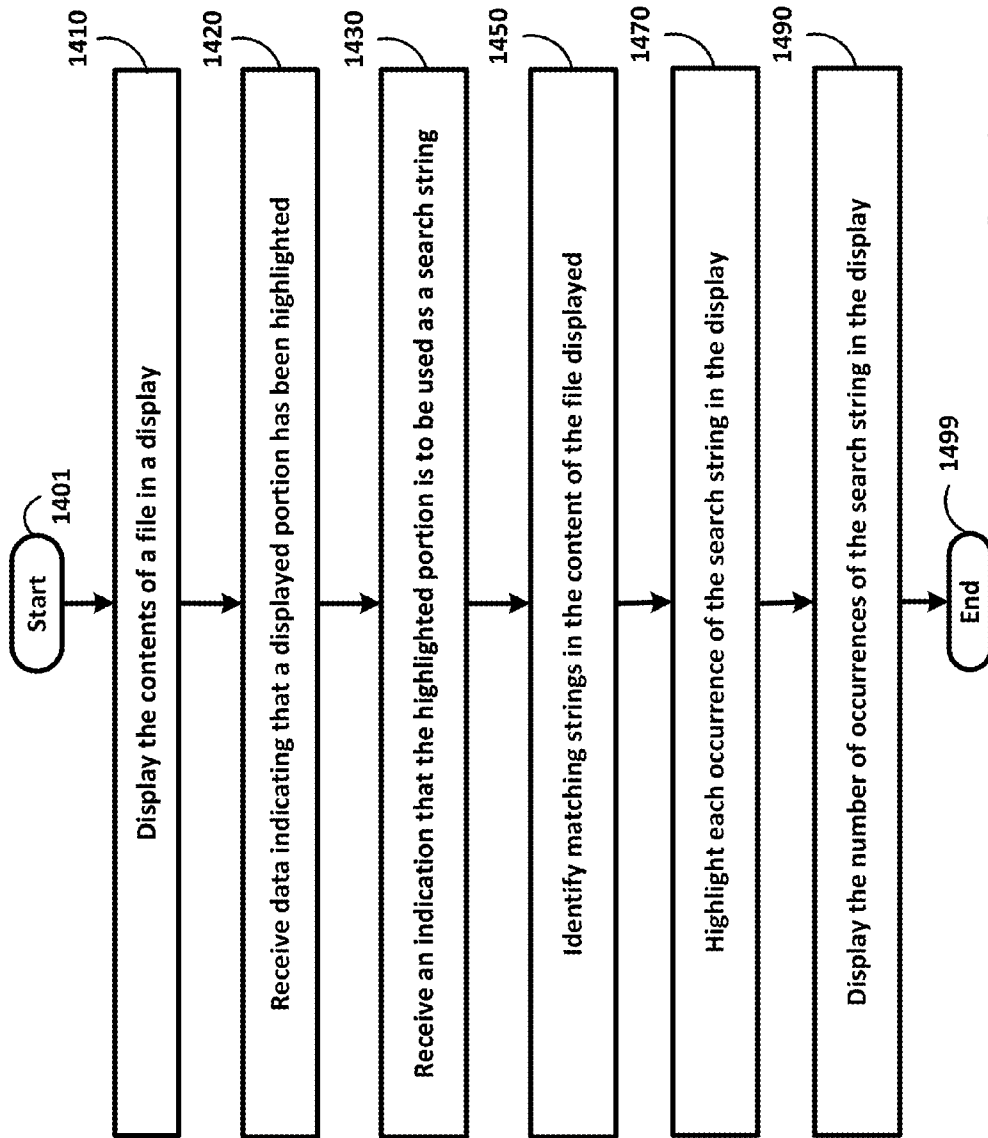 Start
1401
Display the contents of a file in a display
1410
Receive data indicating that a displayed portion has been highlighted
1420
Receive an indication that the highlighted portion is to be used as a search string
1430
Identify matching strings in the content of the file displayed
1450
Highlight each occurrence of the search string in the display
1470
Display the number of occurrences of the search string in the display
1490
End
1499